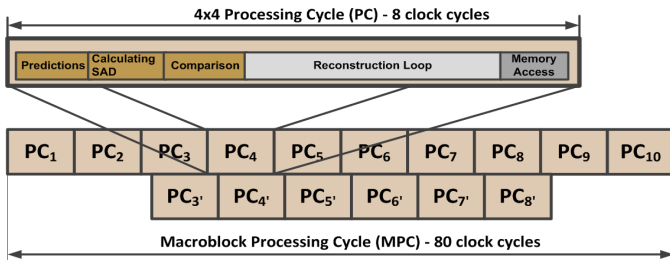 4x4 Processing Cycle (PC) - 8 clock cycles
Predictions Calculating SAD Comparison Reconstruction Loop Memory Access
PC1 PC2 PC3 PC4 PC5 PC6 PC7 PC8 PC9 PC10
PC3' PC4' PC5' PC6' PC7' PC8'
Macroblock Processing Cycle (MPC) - 80 clock cycles